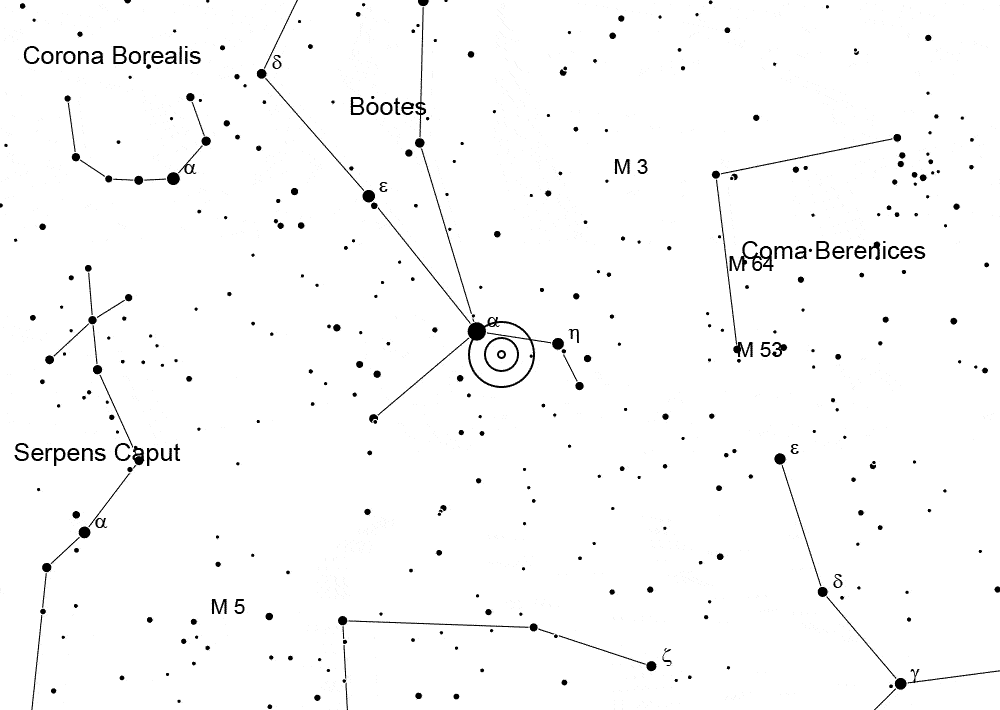 Corona Borealis
δ
Bootes
α
ε
M 3
Coma Berenices
M 64
α
η
M 53
Serpens Caput
ε
α
δ
M 5
ζ
γ